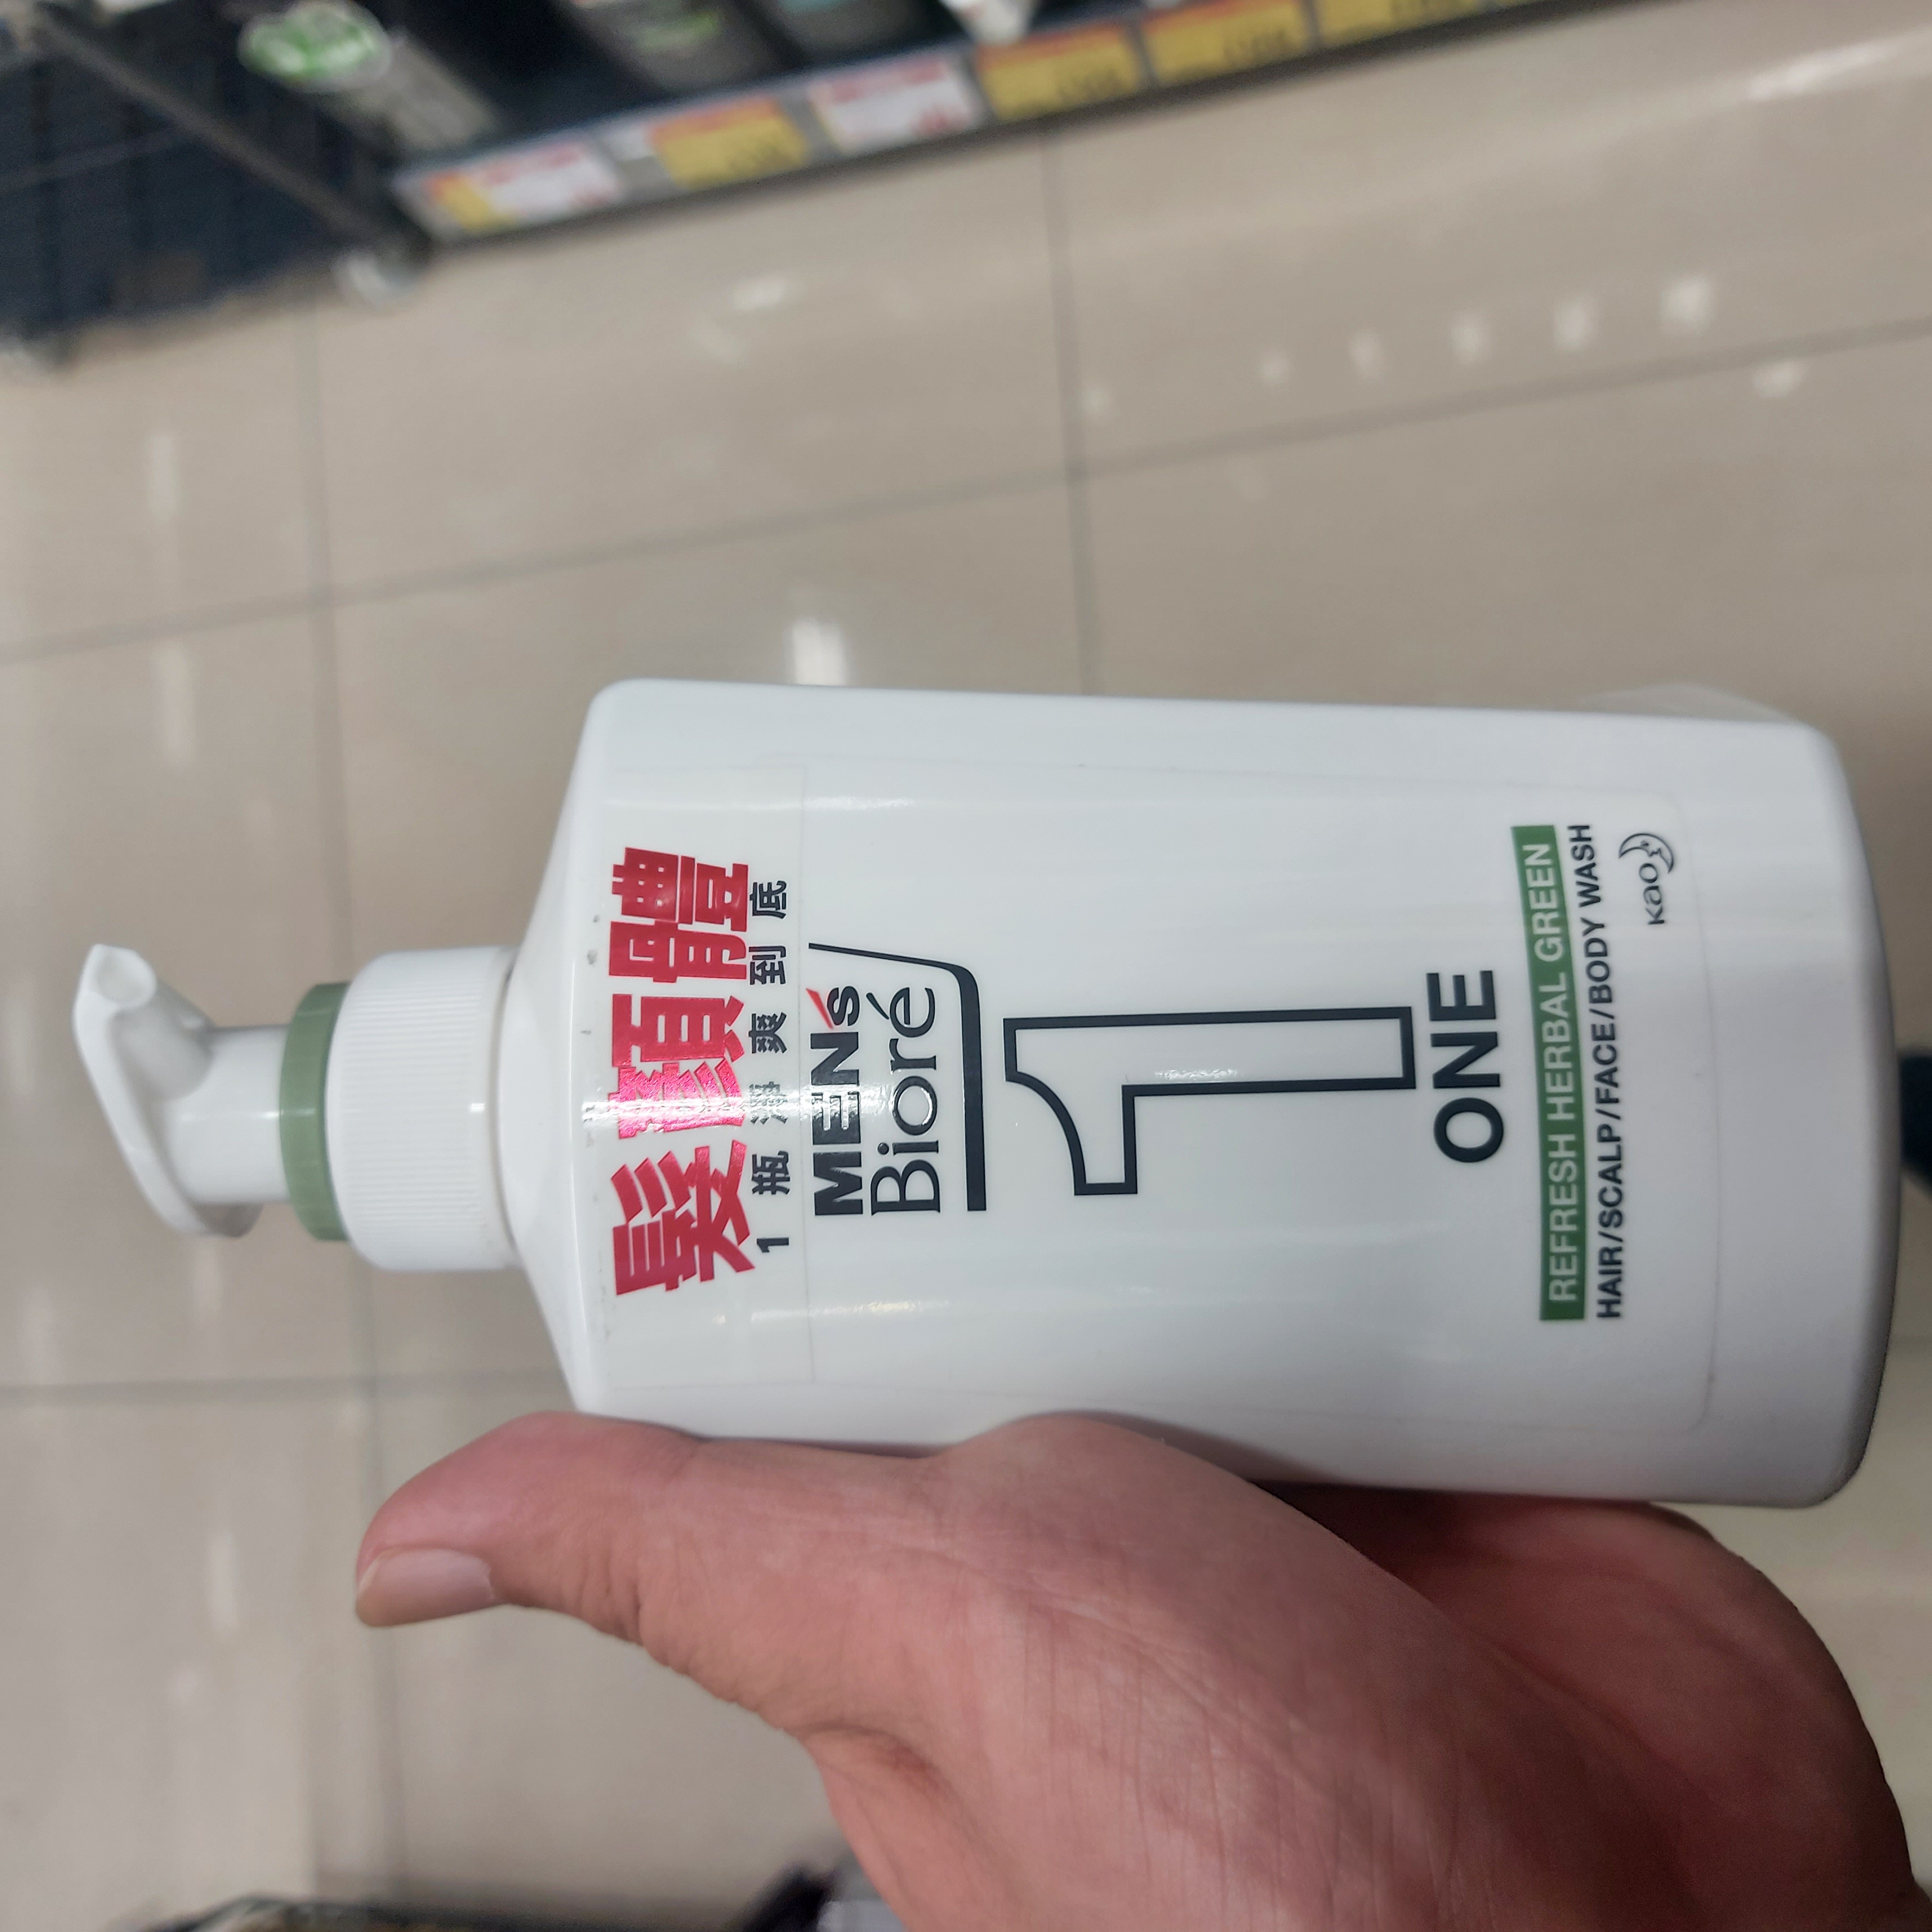 髮顏體
1瓶淨爽到底
MEN's
Bioré
1
ONE
REFRESH HERBAL GREEN
HAIR/SCALP/FACE/BODY WASH
Kao